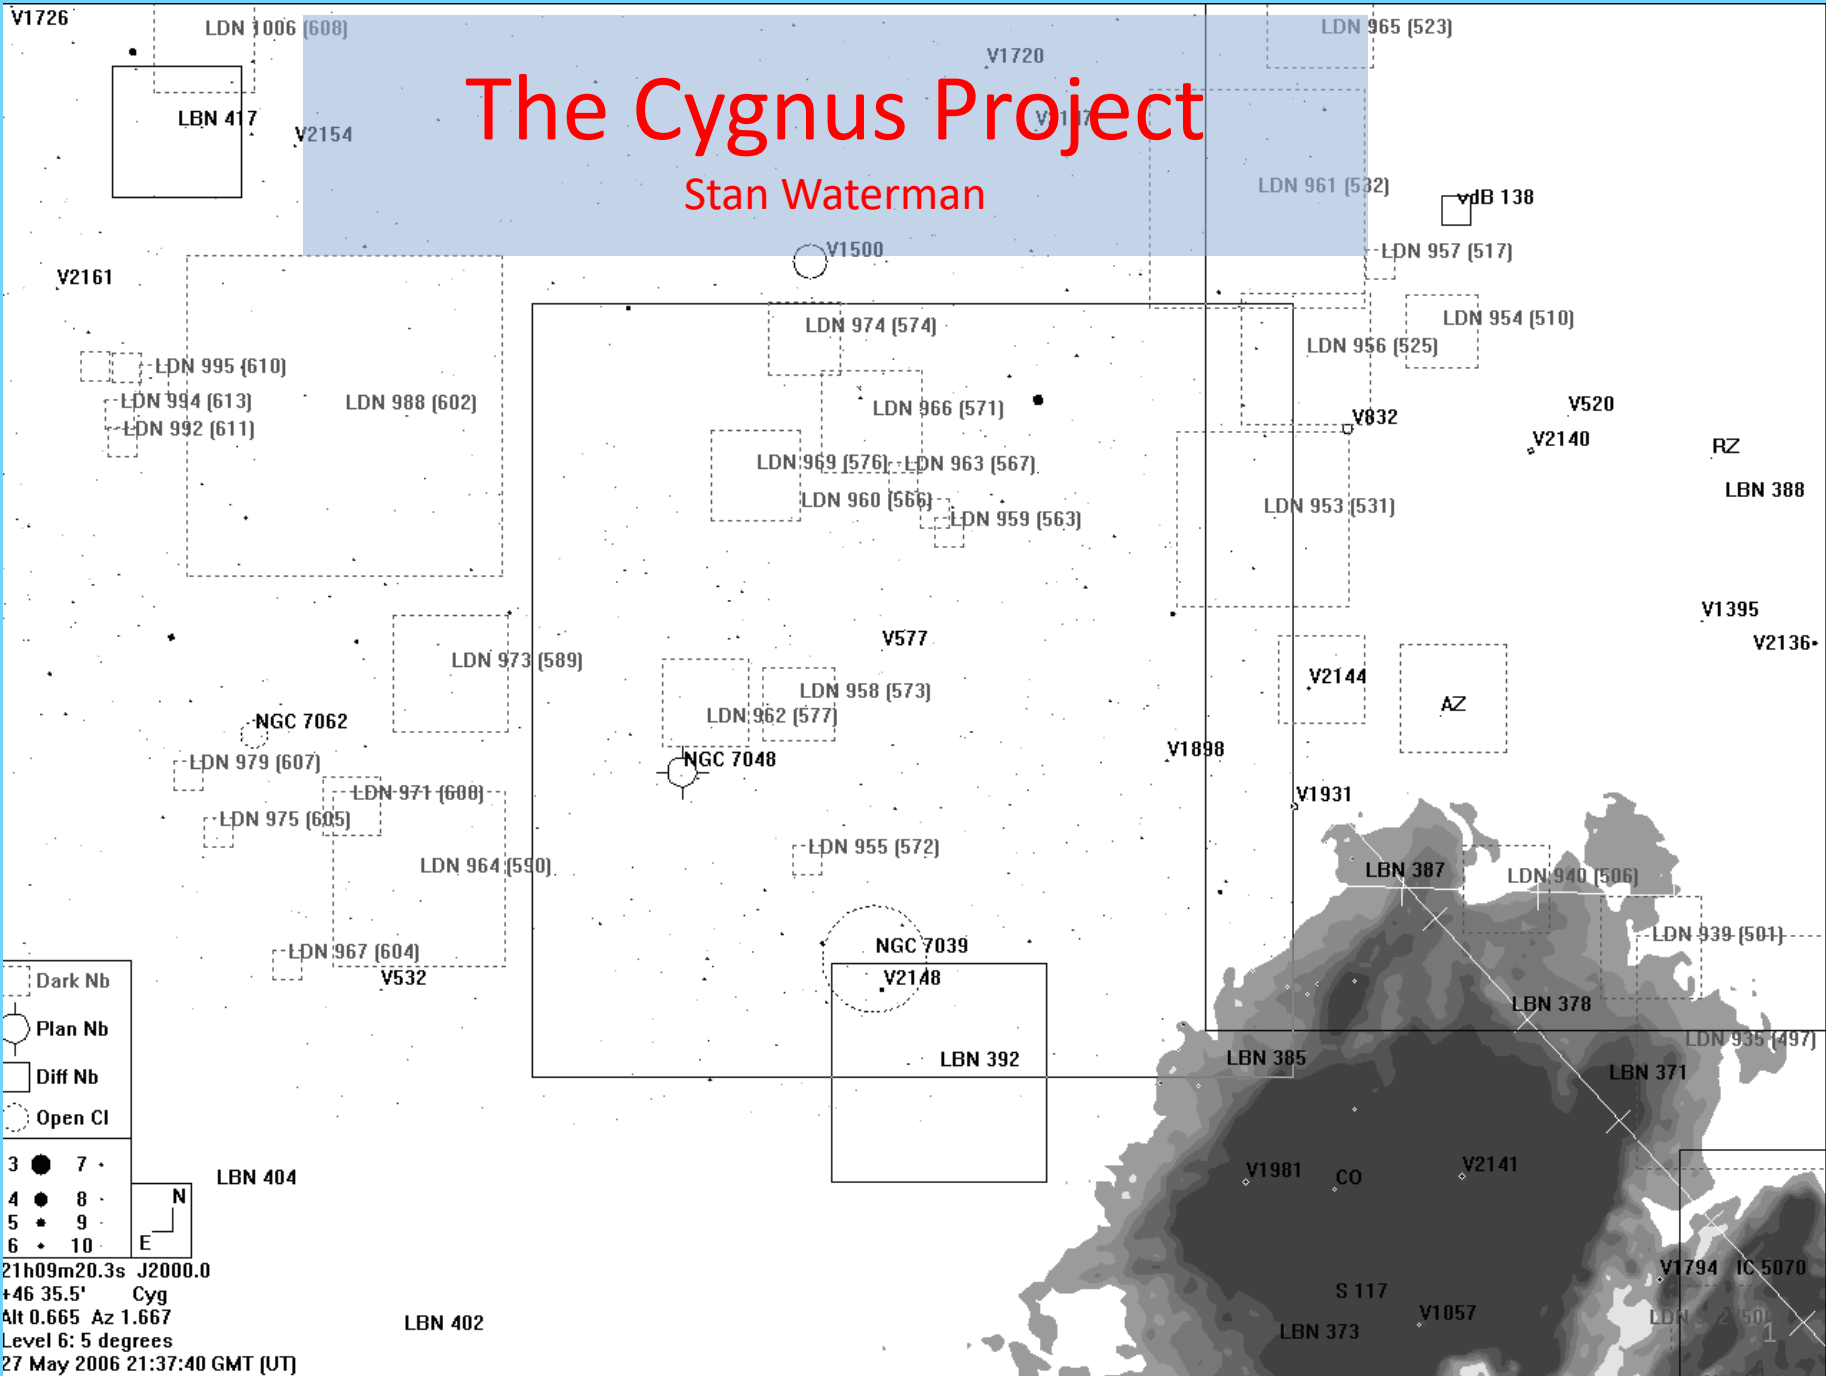 V1726
LDN 1006 (608)
LDN 965 (523)
V1720
The Cygnus Project
LBN 417
V2154
Stan Waterman
LDN 961 (532)
vdB 138
V1500
LDN 957 (517)
V2161
LDN 974 (574)
LDN 954 (510)
LDN 956 (525)
LDN 995 (610)
LDN 994 (613)
LDN 988 (602)
LDN 966 (571)
V832
V520
LDN 992 (611)
V2140
RZ
LDN 969 (576)
LDN 963 (567)
LBN 388
LDN 960 (566)
LDN 953 (531)
LDN 959 (563)
V1395
V577
V2136
LDN 973 (589)
V2144
LDN 958 (573)
AZ
LDN 962 (577)
NGC 7062
V1898
NGC 7048
LDN 979 (607)
LDN 971 (608)
V1931
LDN 975 (605)
LDN 955 (572)
LDN 964 (590)
LBN 387
LDN 940 (506)
LDN 939 (501)
NGC 7039
LDN 967 (604)
V532
V2148
Dark Nb
LBN 378
Plan Nb
LDN 935 (497)
LBN 392
LBN 385
LBN 371
Diff Nb
Open Cl
3 7
V1981
CO
V2141
LBN 404
4 8
N
5 9
6 10
E
21h09m20.3s J2000.0
+46 35.5' Cyg
V1794
IC 5070
S 117
Alt 0.665 Az 1.667
V1057
LBN 402
LBN 373
1
Level 6: 5 degrees
27 May 2006 21:37:40 GMT (UT)